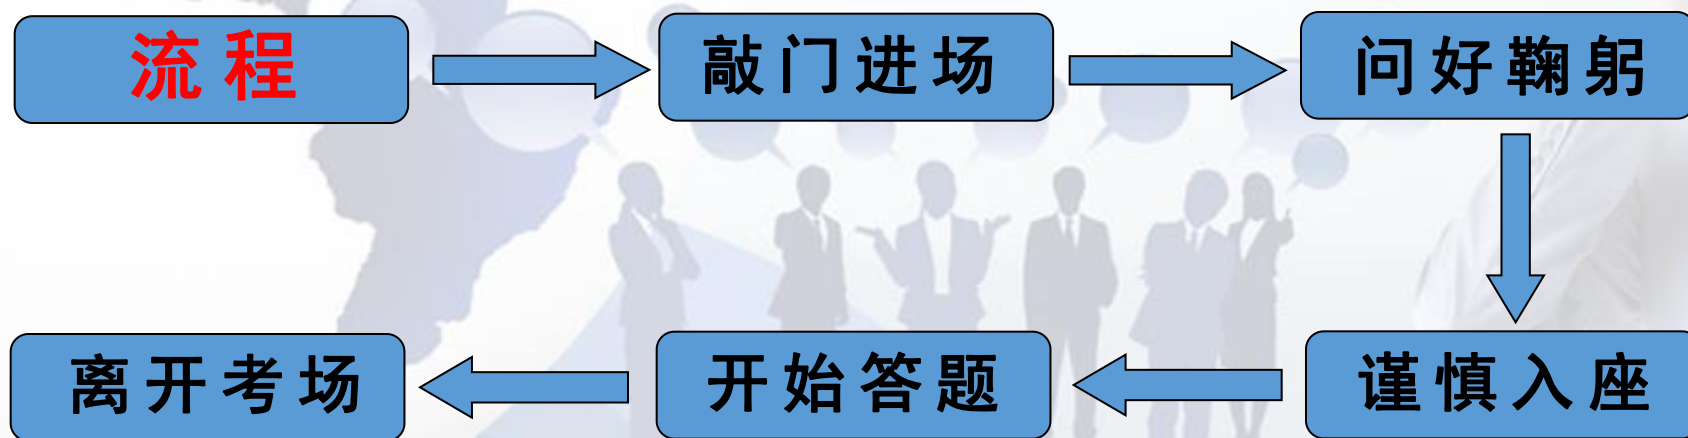 流程
敲门进场
问好鞠躬
谨慎入座
开始答题
离开考场